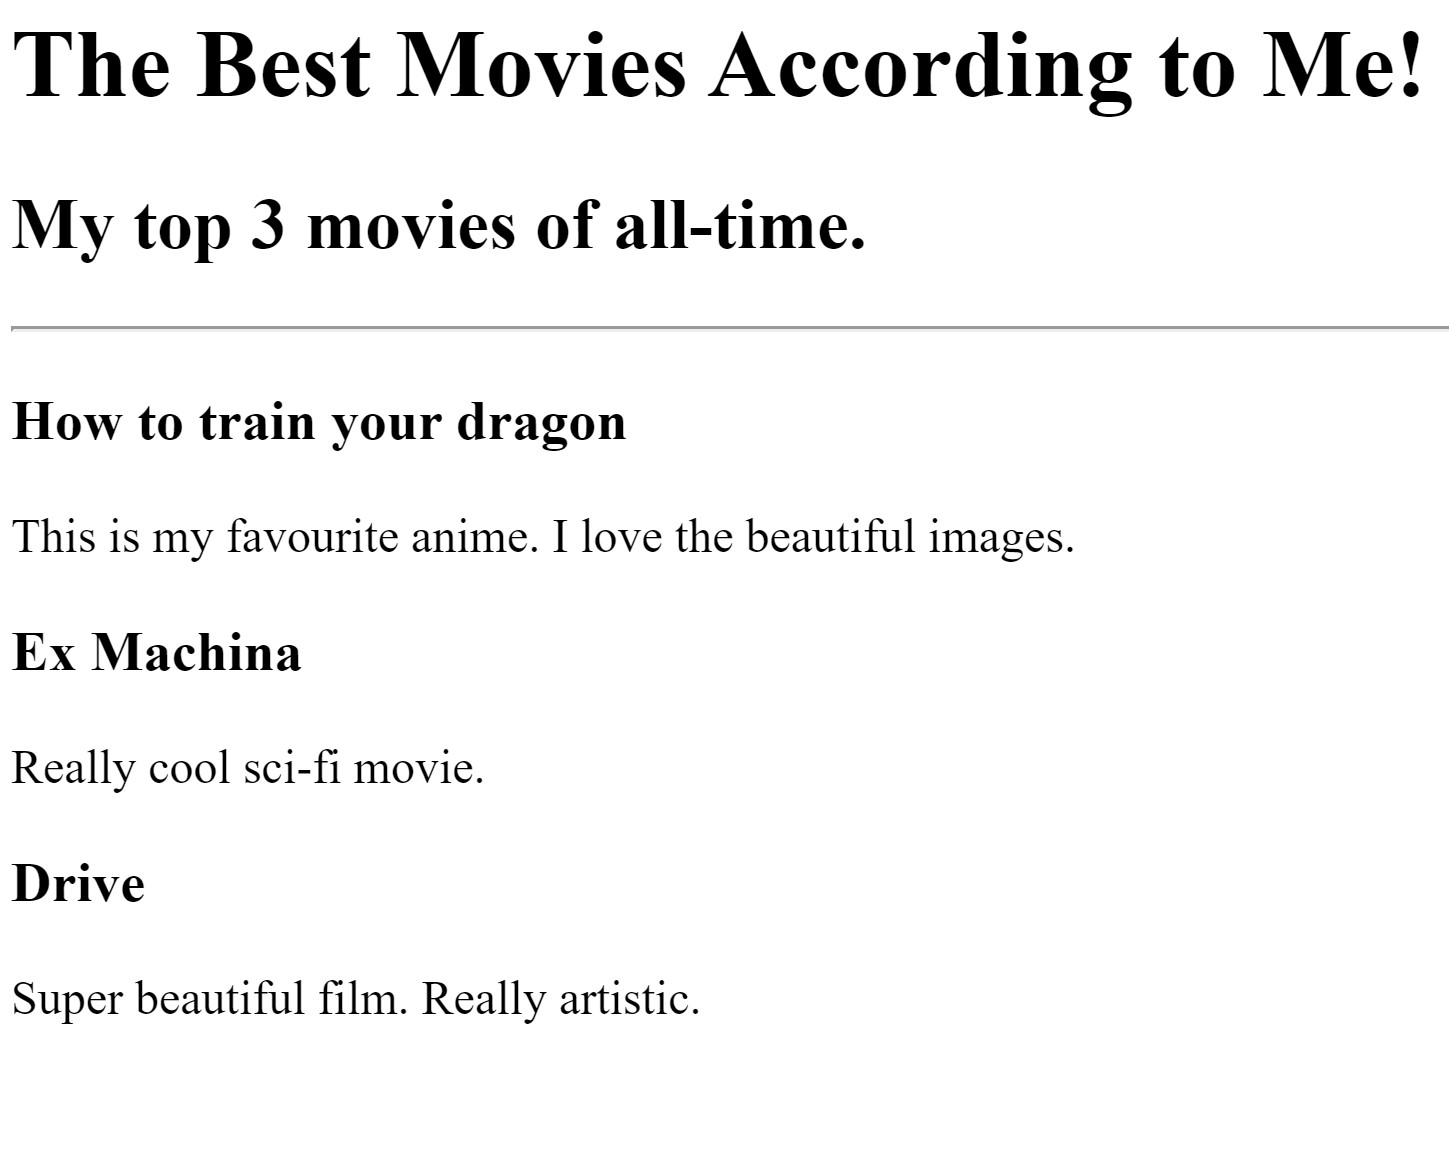 The Best Movies According to Me!
My top 3 movies of all-time.
How to train your dragon
This is my favourite anime. I love the beautiful images.
Ex Machina
Really cool sci-fi movie.
Drive
Super beautiful film. Really artistic.